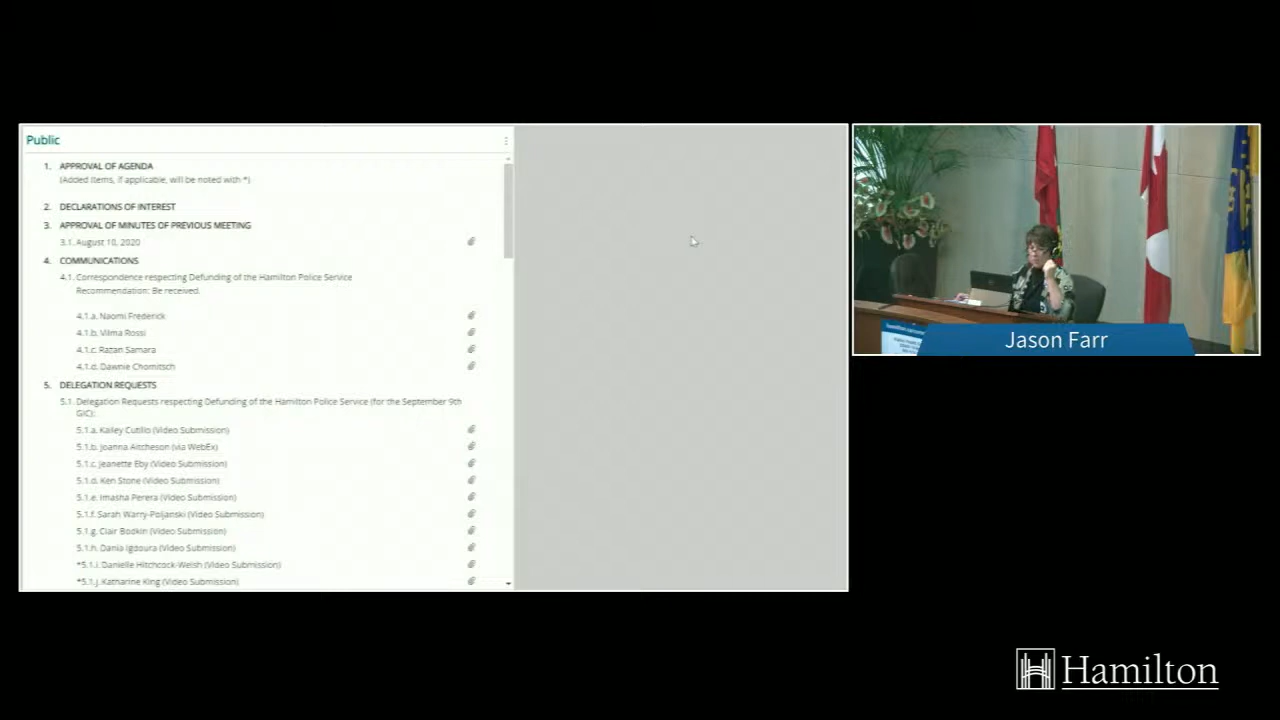 Public
1. APPROVAL OF AGENDA
(Added Items, if applicable, will be noted with *)
2. DECLARATIONS OF INTEREST
3. APPROVAL OF MINUTES OF PREVIOUS MEETING
3.1. August 10, 2020
4. COMMUNICATIONS
4.1. Correspondence respecting Defunding of the Hamilton Police Service
Recommendation: Be received.
4.1.a. Naomi Frederick
4.1.b. Vilma Rossi
4.1.c. Razan Samara
4.1.d. Dawnie Chomitsch
5. DELEGATION REQUESTS
5.1. Delegation Requests respecting Defunding of the Hamilton Police Service (for the September 9th
GIC):
5.1.a. Kailey Cutillo (Video Submission)
5.1.b. Joanna Aitcheson (via WebEx)
5.1.c. Jeanette Eby (Video Submission)
5.1.d. Ken Stone (Video Submission)
5.1.e. Imasha Perera (Video Submission)
5.1.f. Sarah Warry-Poljanski (Video Submission)
5.1.g. Clair Bodkin (Video Submission)
5.1.h. Dania Igdoura (Video Submission)
*5.1.i. Danielle Hitchcock-Welsh (Video Submission)
*5.1.j. Katharine King (Video Submission)
Jason Farr
Hamilton